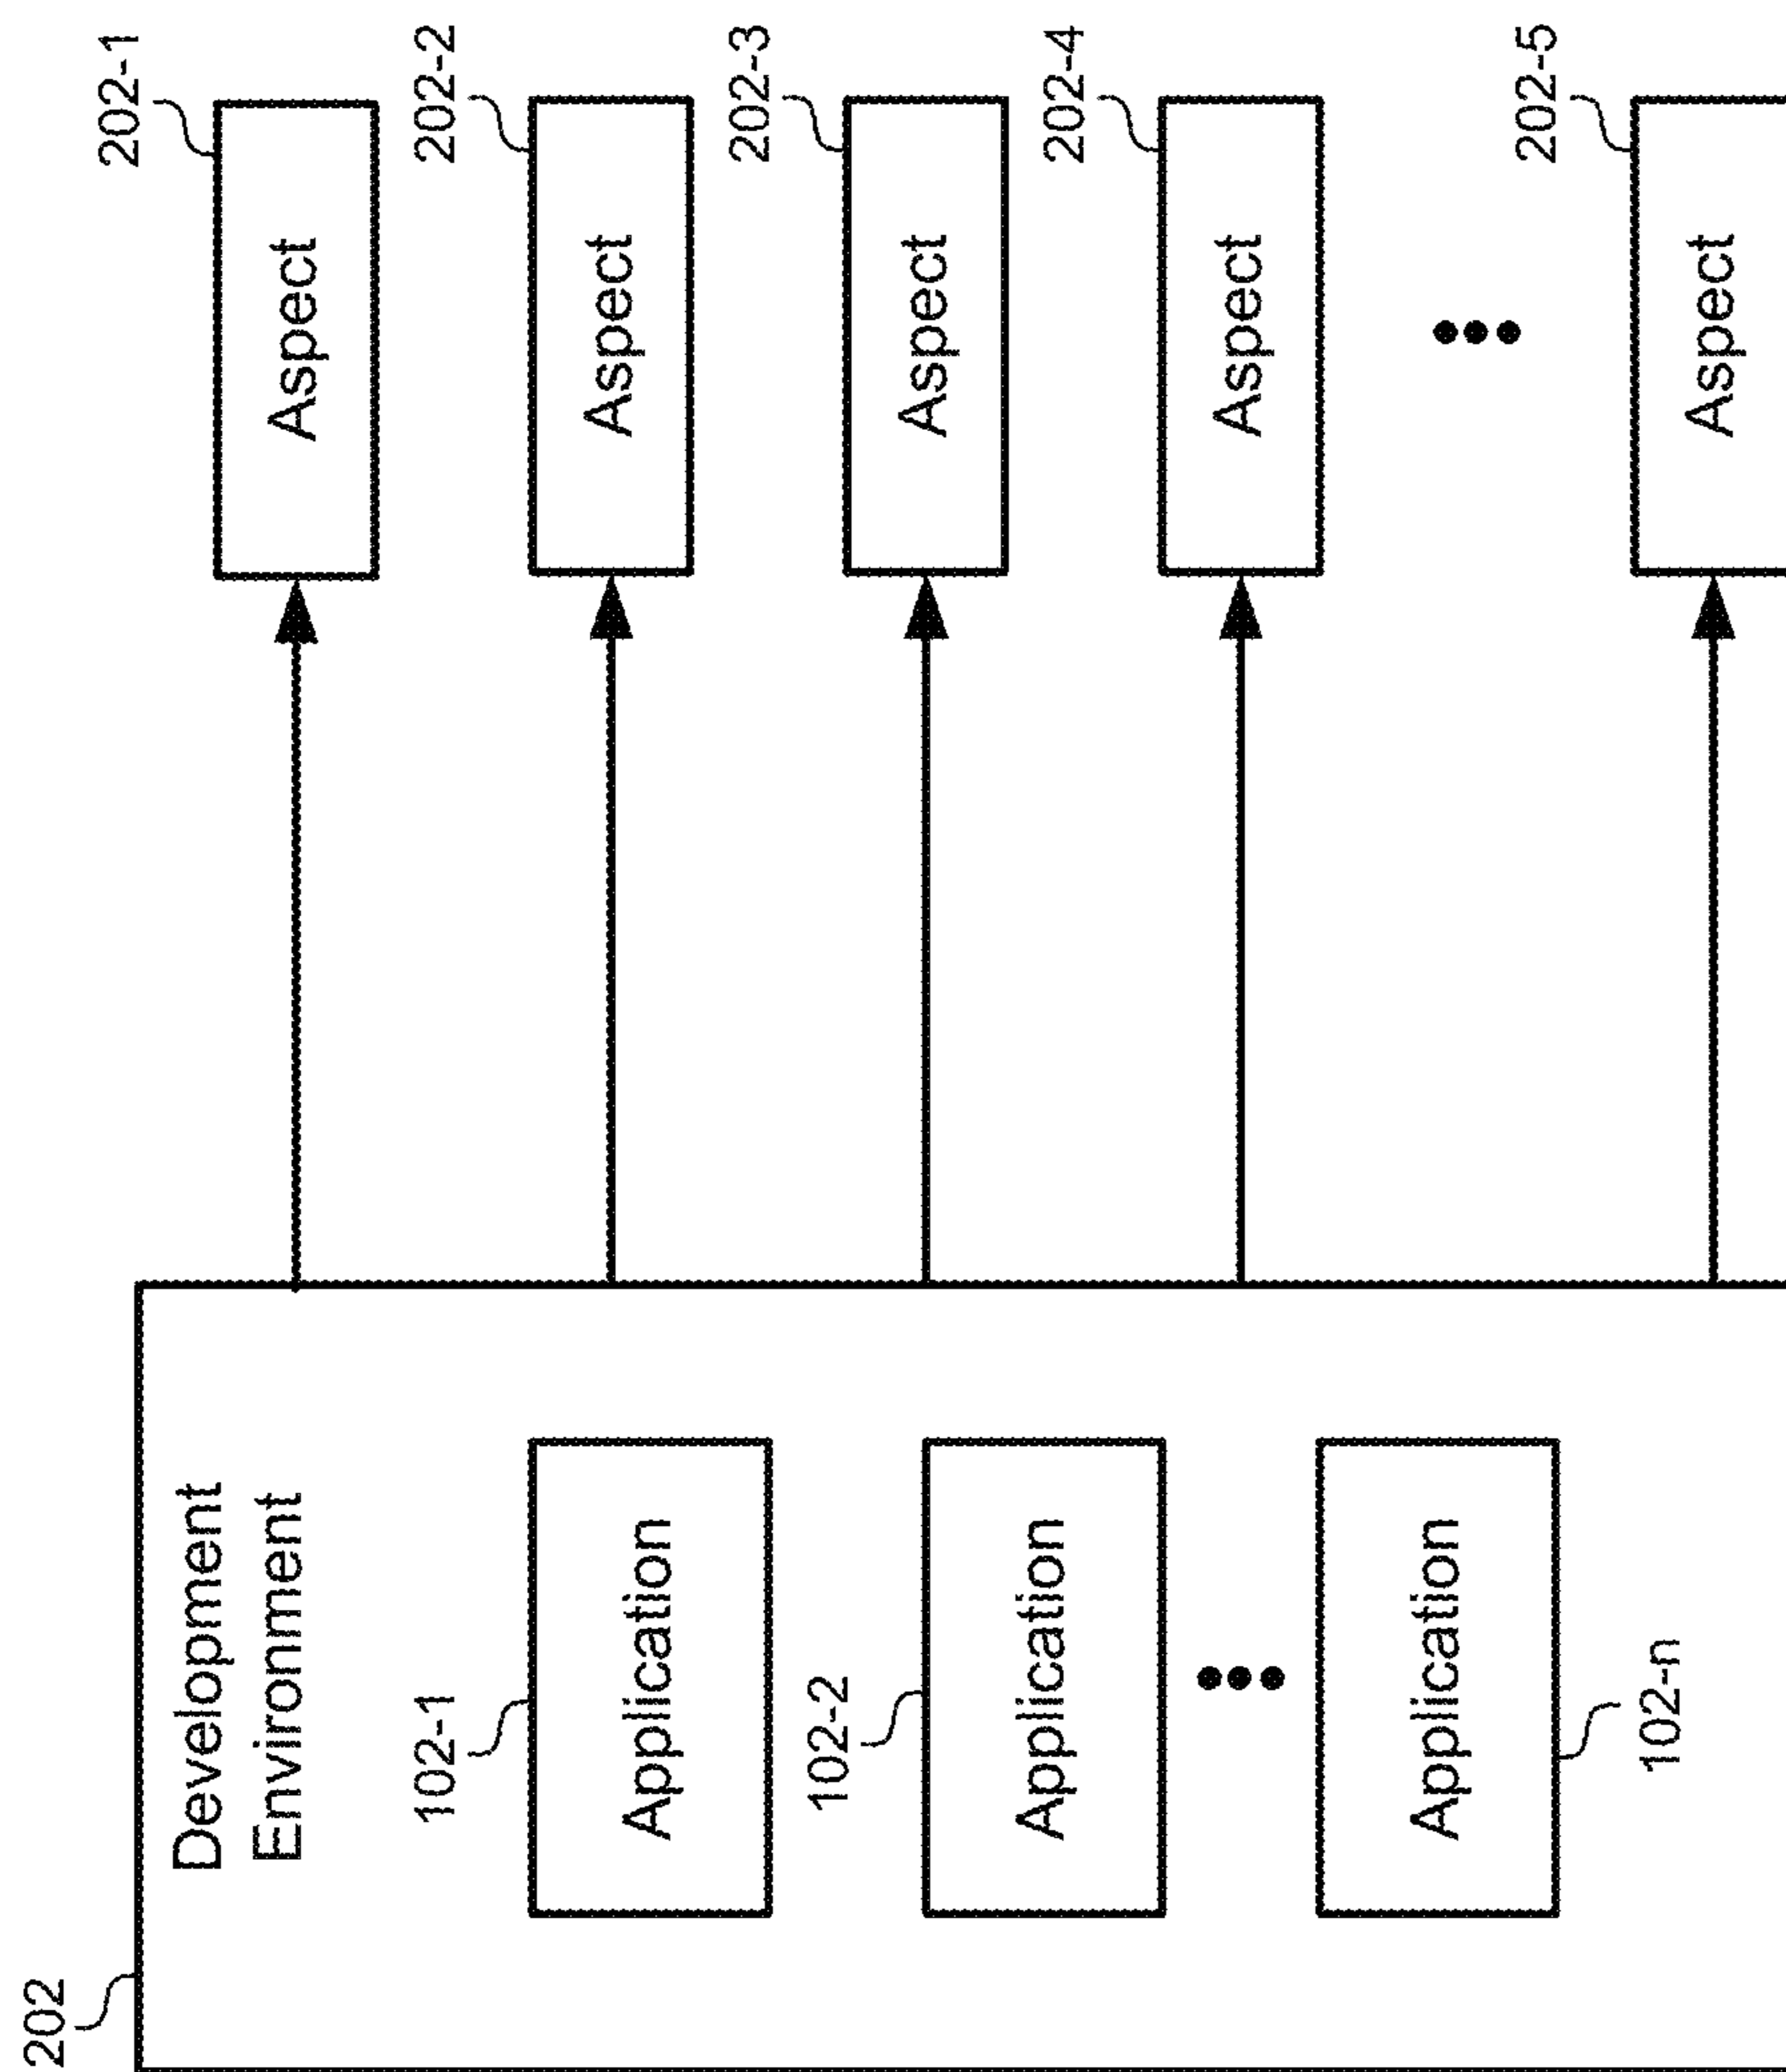 202
Development
Environment
102-1
Application
102-2
Application
102-n
Application
202-1
Aspect
202-2
Aspect
202-3
Aspect
202-4
Aspect
202-5
Aspect